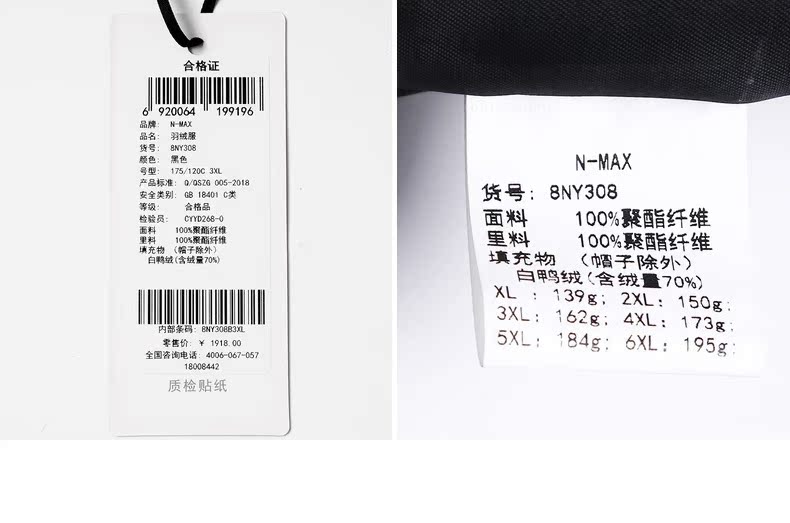 合格证
6 920064 199196
品牌: N-MAX
品名: 羽绒服
货号: 8NY308
颜色: 黑色
号型: 175/120C 3XL
产品标准: Q/QSZG 005-2018
安全类别: GB 18401 C类
等级: 合格品
检验员: CYYD268-0
面料 100%聚酯纤维
里料 100%聚酯纤维
填充物 (帽子除外)
白鸭绒(含绒量70%)
内部条码: 8NY308B3XL
零售价: ¥ 1918.00
全国咨询电话: 4006-067-057
18008442
质检贴纸
N-MAX
货号: 8NY308
面料 100%聚酯纤维
里料 100%聚酯纤维
填充物 (帽子除外)
白鸭绒(含绒量70%)
XL : 139g; 2XL: 150g;
3XL: 162g; 4XL: 173g;
5XL: 184g; 6XL: 195g;